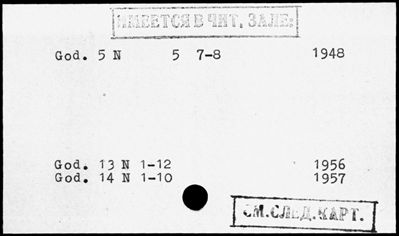 ИМЕЕТСЯ В ЧИТ. ЗАЛЕ:
God. 5 N 5 7-8 1948
God. 13 N 1-12 1956
God. 14 N 1-10 1957
СМ. СЛЕД. КАРТ.